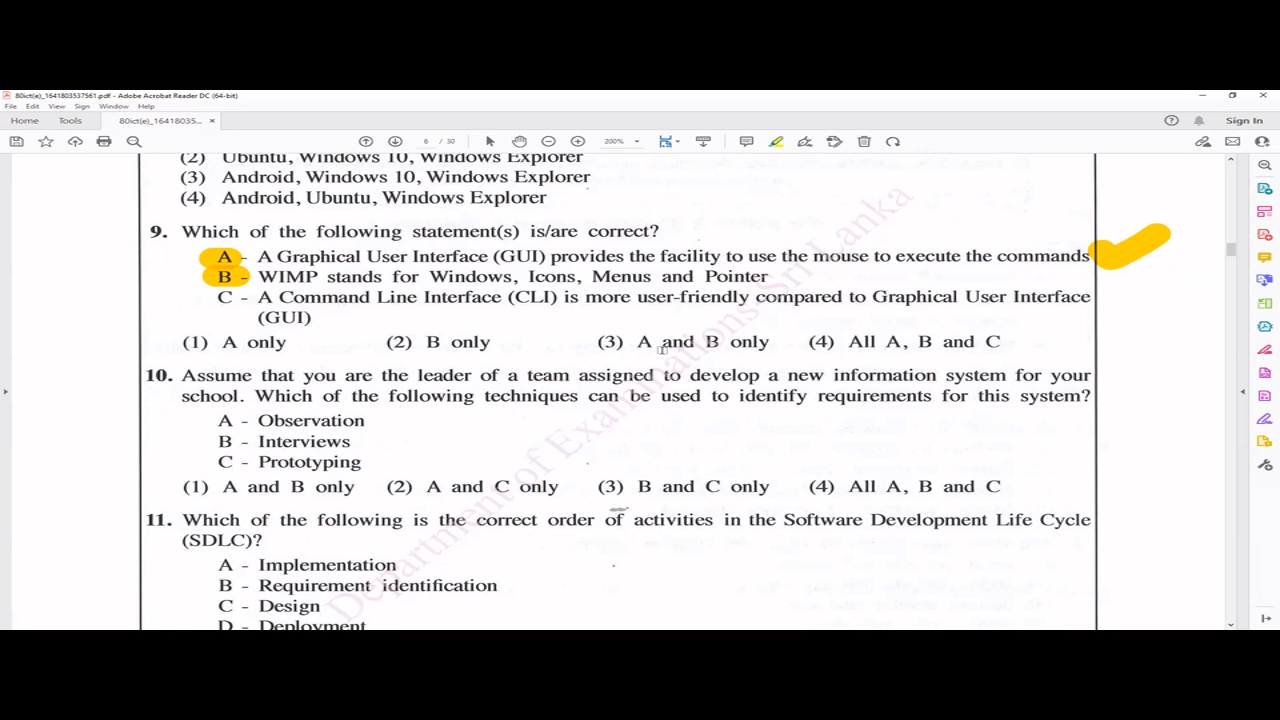 80ict(e)_1641803537561.pdf - Adobe Acrobat Reader DC (64-bit)
File Edit View Sign Window Help
Home Tools 80ict(e)_16418035... × Sign In
6 / 30 200%
(2) Ubuntu, Windows 10, Windows Explorer
(3) Android, Windows 10, Windows Explorer
(4) Android, Ubuntu, Windows Explorer
9. Which of the following statement(s) is/are correct?
A - A Graphical User Interface (GUI) provides the facility to use the mouse to execute the commands
B - WIMP stands for Windows, Icons, Menus and Pointer
C - A Command Line Interface (CLI) is more user-friendly compared to Graphical User Interface
(GUI)
(1) A only (2) B only (3) A and B only (4) All A, B and C
10. Assume that you are the leader of a team assigned to develop a new information system for your
school. Which of the following techniques can be used to identify requirements for this system?
A - Observation
B - Interviews
C - Prototyping
(1) A and B only (2) A and C only (3) B and C only (4) All A, B and C
11. Which of the following is the correct order of activities in the Software Development Life Cycle
(SDLC)?
A - Implementation
B - Requirement identification
C - Design
D - Deployment
Department of Examinations-Sri Lanka